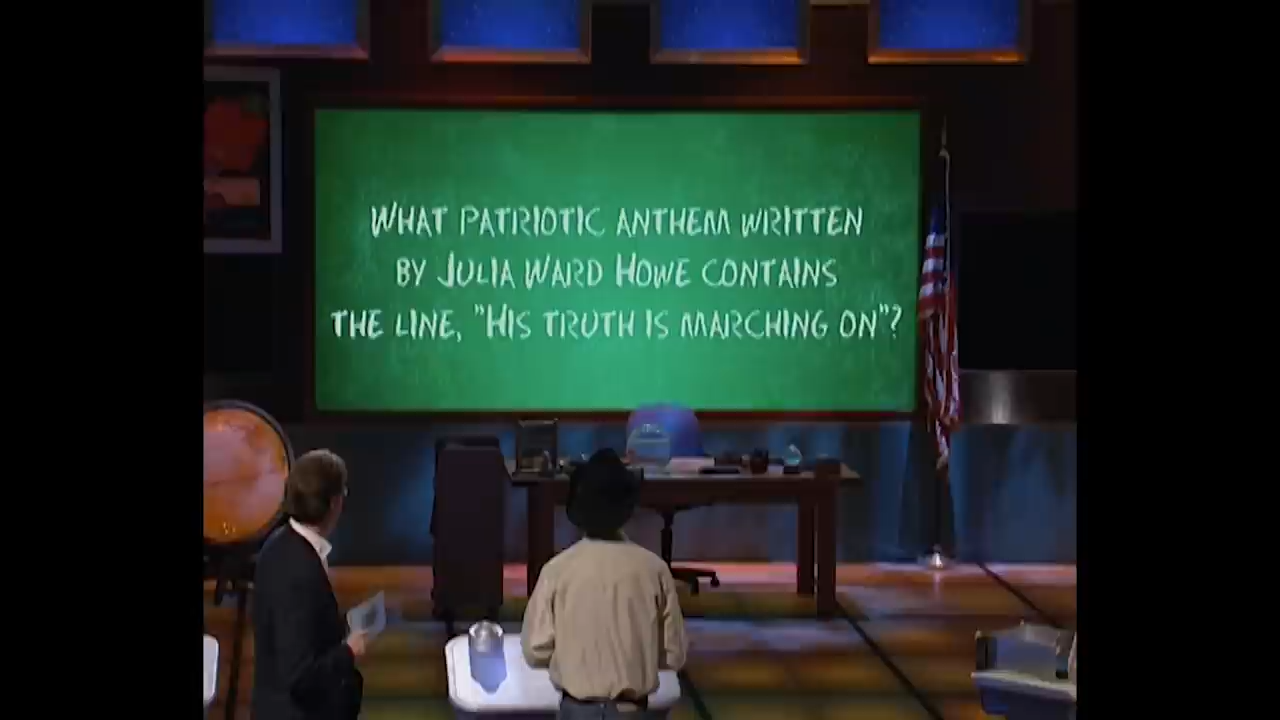 What patriotic anthem written
by Julia Ward Howe contains
the line, "His truth is marching on"?